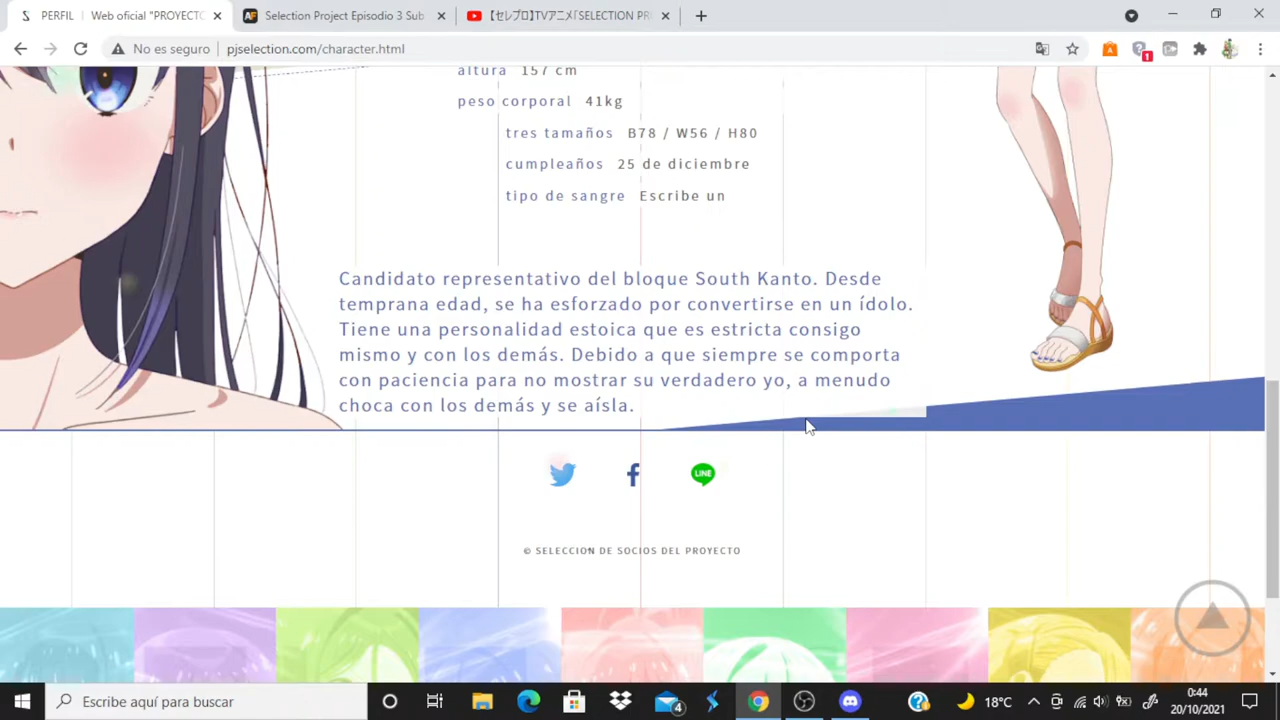 PERFIL | Web oficial "PROYECTO
Selection Project Episodio 3 Sub
【セレプロ】TVアニメ「SELECTION PR
No es seguro
pjselection.com/character.html
altura 157 cm
peso corporal 41kg
tres tamaños B78 / W56 / H80
cumpleaños 25 de diciembre
tipo de sangre Escribe un
Candidato representativo del bloque South Kanto. Desde
temprana edad, se ha esforzado por convertirse en un ídolo.
Tiene una personalidad estoica que es estricta consigo
mismo y con los demás. Debido a que siempre se comporta
con paciencia para no mostrar su verdadero yo, a menudo
choca con los demás y se aísla.
LINE
© SELECCION DE SOCIOS DEL PROYECTO
Escribe aquí para buscar
4
18°C
0:44
20/10/2021